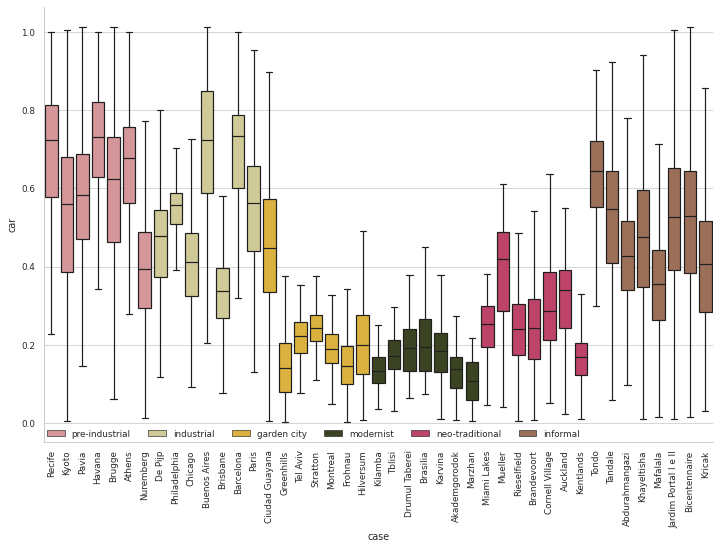 1.0
0.8
0.6
car
0.4
0.2
0.0
pre-industrial industrial garden city modernist neo-traditional informal
Recife Kyoto Pavia Havana Brugge Athens Nuremberg De Pijp Philadelphia Chicago Buenos Aires Brisbane Barcelona Paris Ciudad Guayana Greenhills Tel Aviv Stratton Montreal Frohnau Hilversum Kilamba Tbilisi Drumul Taberei Brasilia Karvina Akademgorodok Marzhan Miami Lakes Mueller Rieselfield Brandevoort Cornell Village Auckland Kentlands Tondo Tandale Abdurahmangazi Khayelitsha Mafalala Jardim Portal I e II Bicentennaire Kricak
case